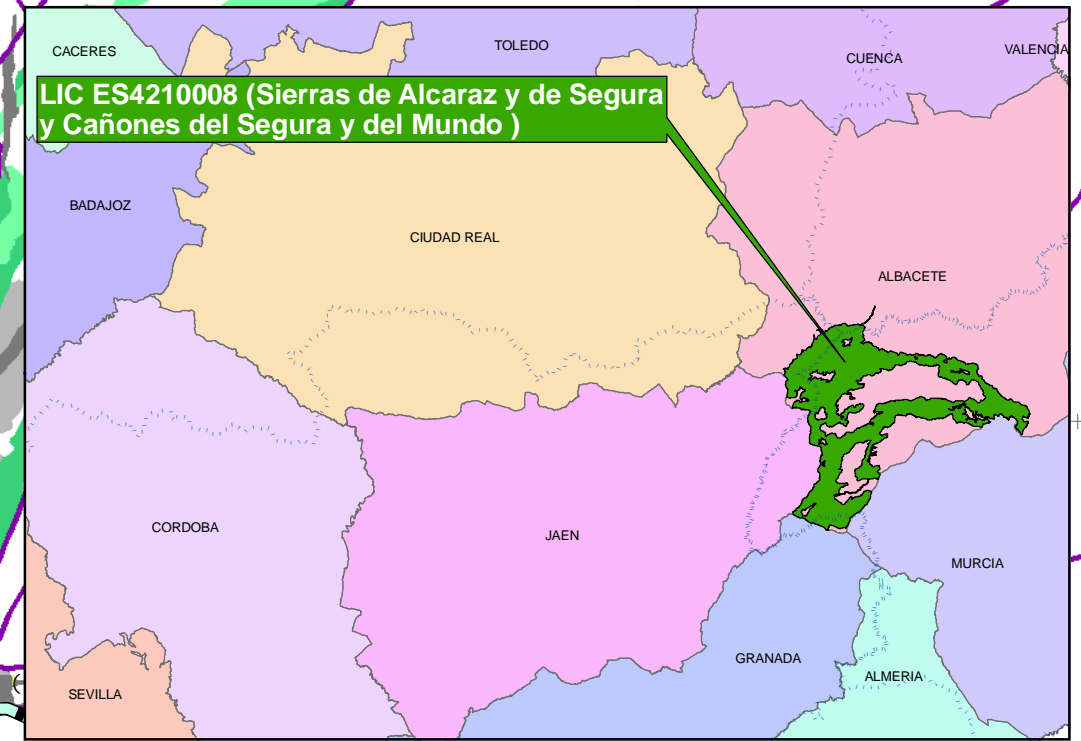 CACERES
TOLEDO
CUENCA
VALENCIA
LIC ES4210008 (Sierras de Alcaraz y de Segura
y Cañones del Segura y del Mundo )
BADAJOZ
CIUDAD REAL
ALBACETE
CORDOBA
JAEN
MURCIA
GRANADA
ALMERIA
SEVILLA